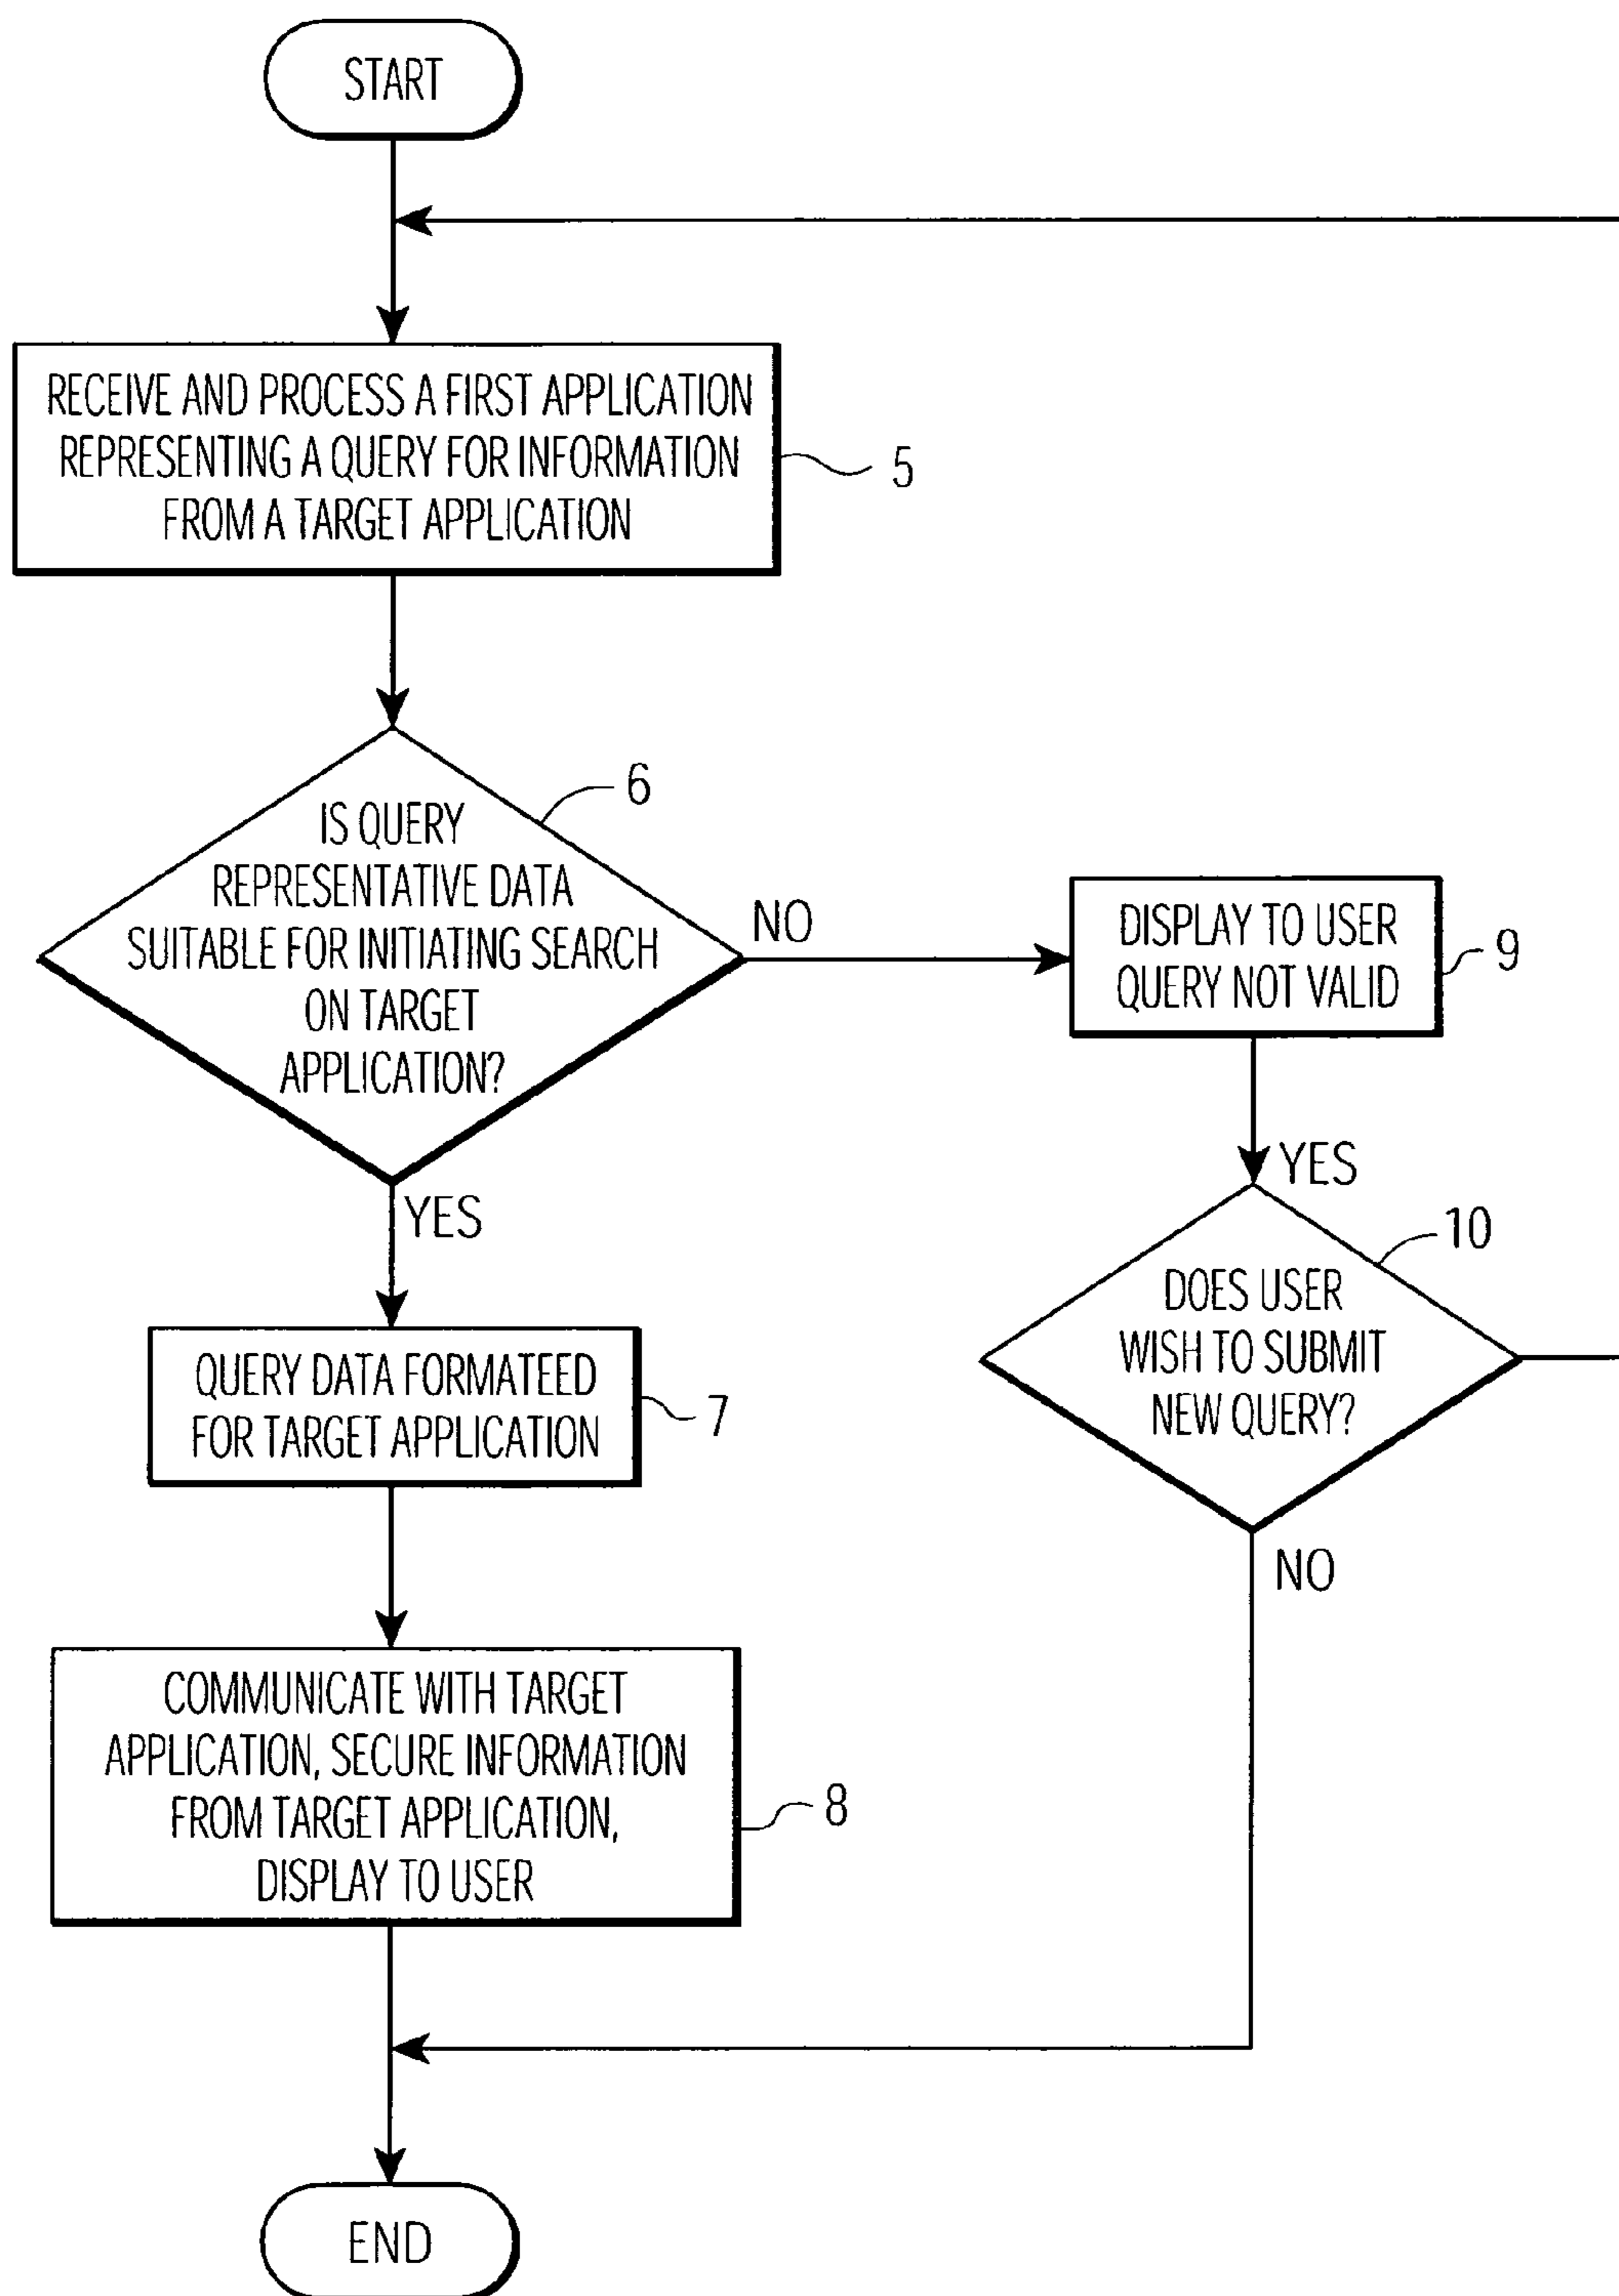 START
RECEIVE AND PROCESS A FIRST APPLICATION
REPRESENTING A QUERY FOR INFORMATION
FROM A TARGET APPLICATION
5
IS QUERY
REPRESENTATIVE DATA
SUITABLE FOR INITIATING SEARCH
ON TARGET
APPLICATION?
6
NO
DISPLAY TO USER
QUERY NOT VALID
9
YES
YES
DOES USER
WISH TO SUBMIT
NEW QUERY?
10
NO
QUERY DATA FORMATEED
FOR TARGET APPLICATION
7
COMMUNICATE WITH TARGET
APPLICATION, SECURE INFORMATION
FROM TARGET APPLICATION,
DISPLAY TO USER
8
END